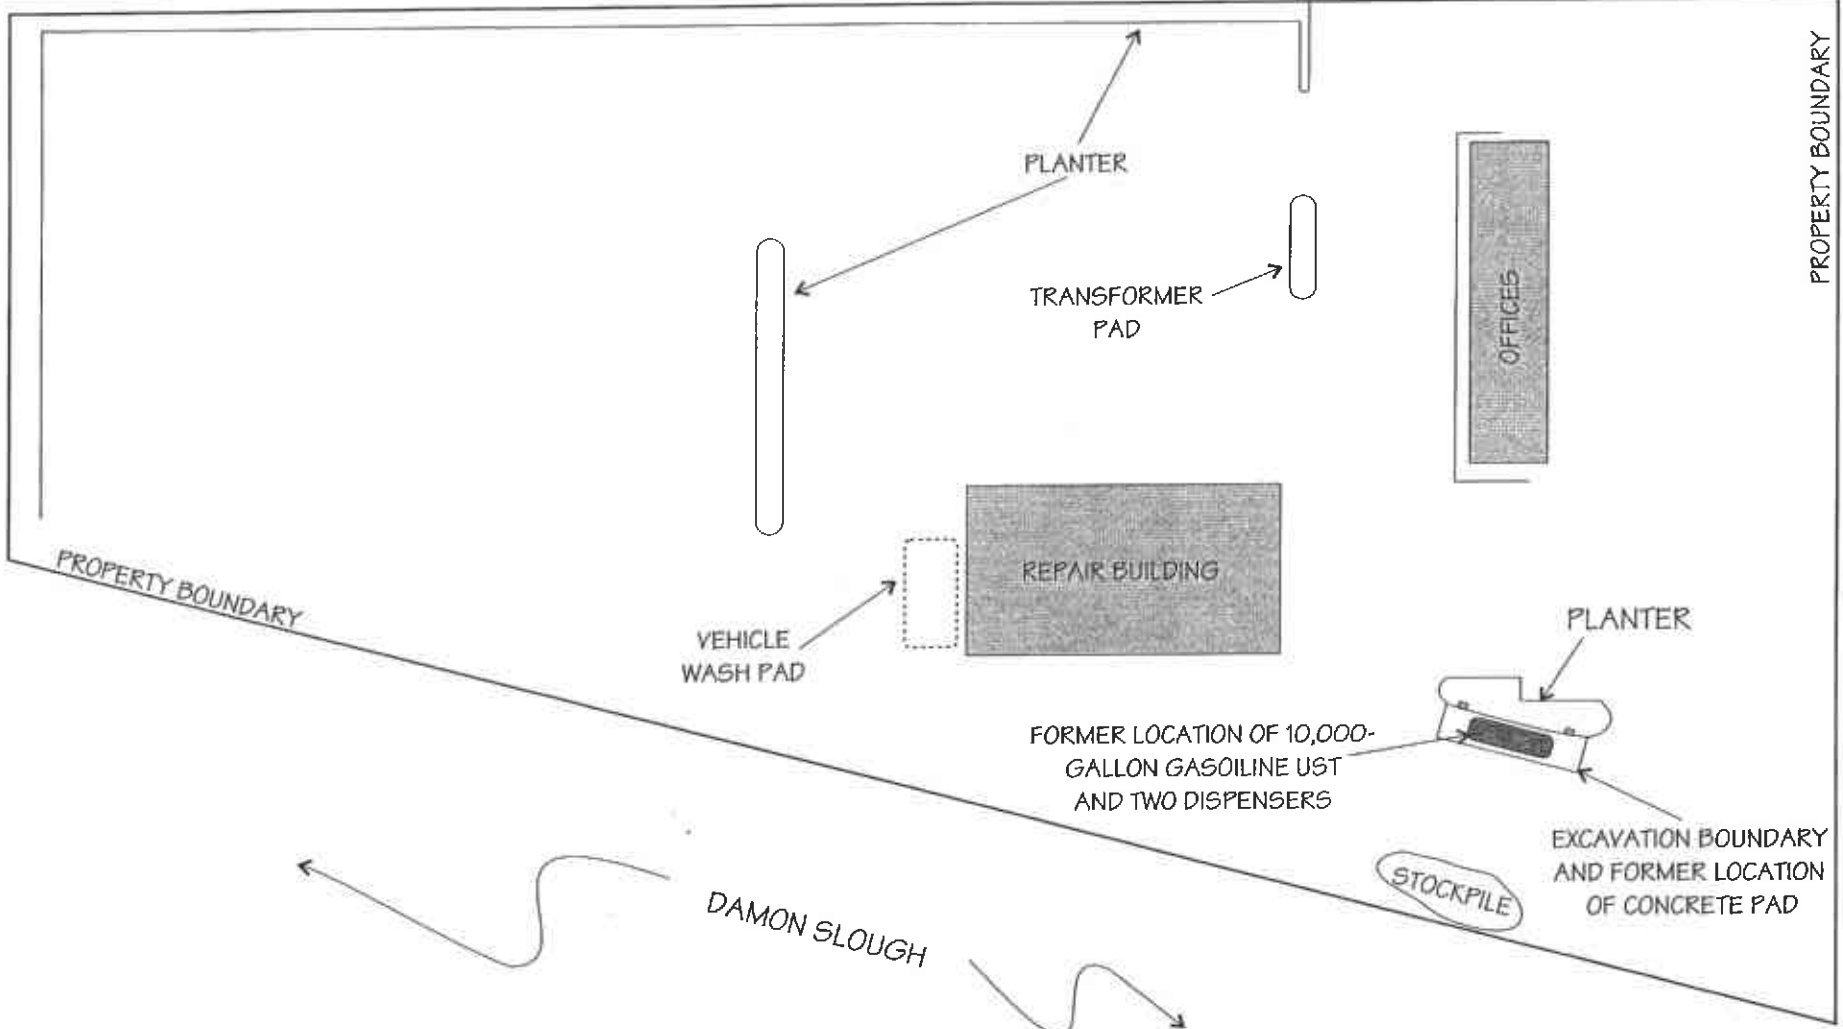 PROPERTY BOUNDARY
PLANTER
TRANSFORMER
PAD
OFFICES
REPAIR BUILDING
PROPERTY BOUNDARY
VEHICLE
WASH PAD
PLANTER
FORMER LOCATION OF 10,000-
GALLON GASOILINE UST
AND TWO DISPENSERS
EXCAVATION BOUNDARY
AND FORMER LOCATION
OF CONCRETE PAD
STOCKPILE
DAMON SLOUGH